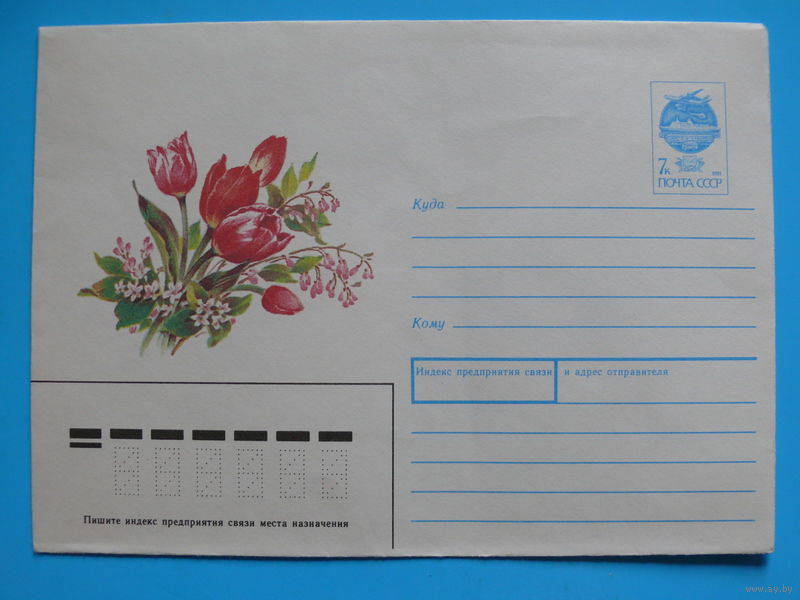 7к
ПОЧТА СССР
Куда
Кому
Индекс предприятия связи и адрес отправителя
Пишите индекс предприятия связи места назначения
www.ay.by